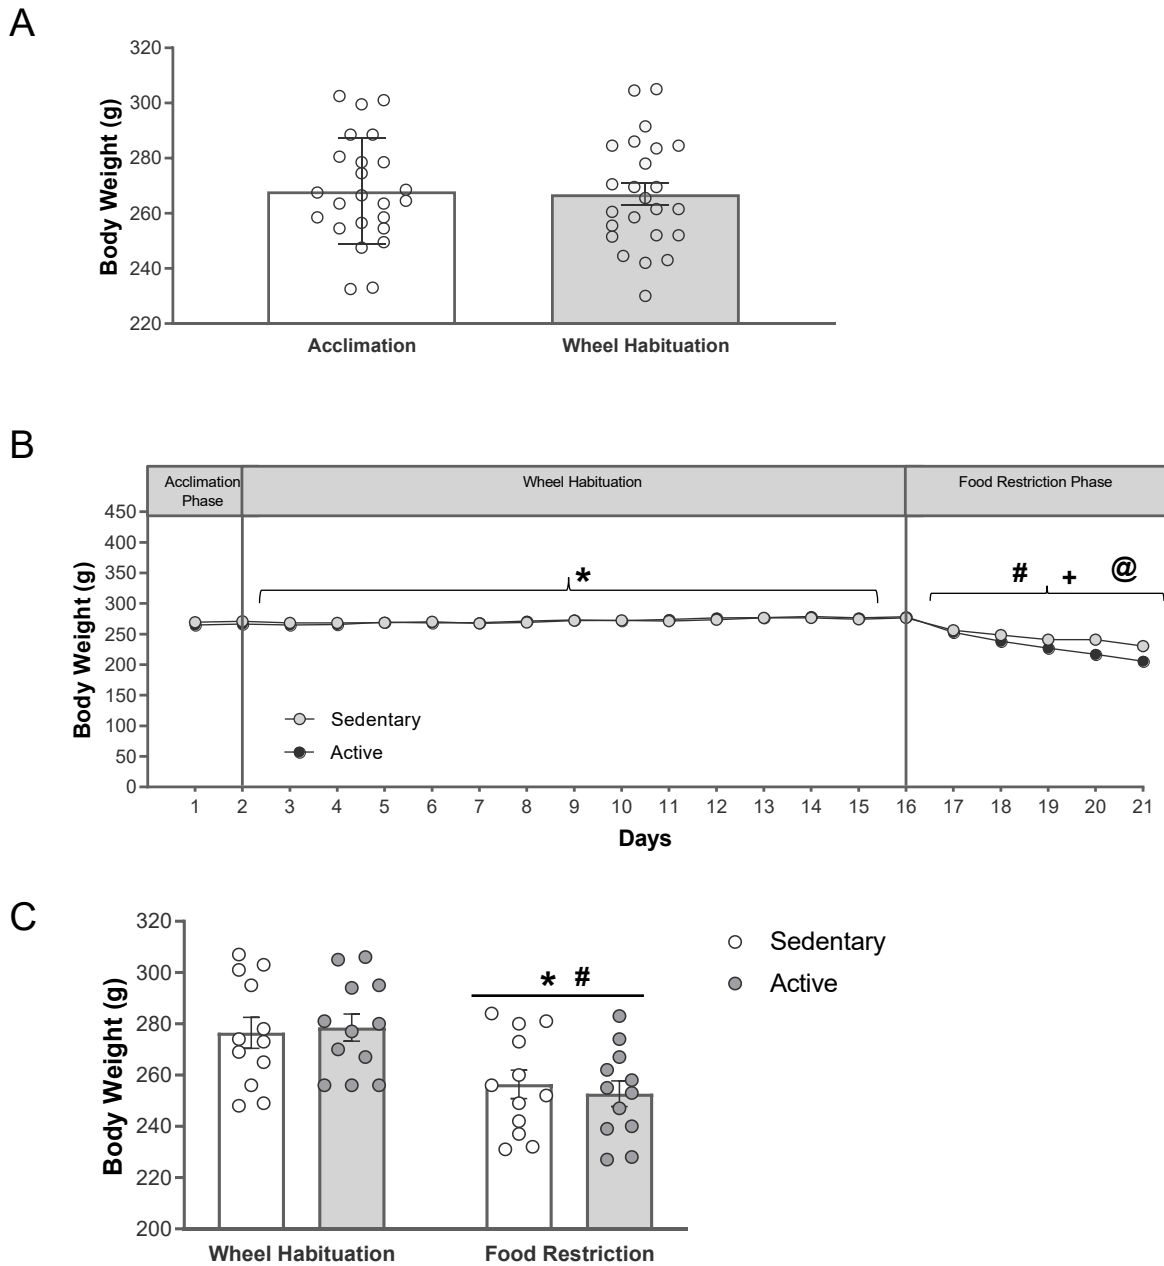 A
320
300
280
260
240
220
Body Weight (g)
Acclimation
Wheel Habituation
B
Acclimation
Phase
Wheel Habituation
Food Restriction Phase
450
400
350
300
250
200
150
100
50
0
Body Weight (g)
*
# + @
Sedentary
Active
1 2 3 4 5 6 7 8 9 10 11 12 13 14 15 16 17 18 19 20 21
Days
C
320
300
280
260
240
220
200
Body Weight (g)
* #
Sedentary
Active
Wheel Habituation
Food Restriction